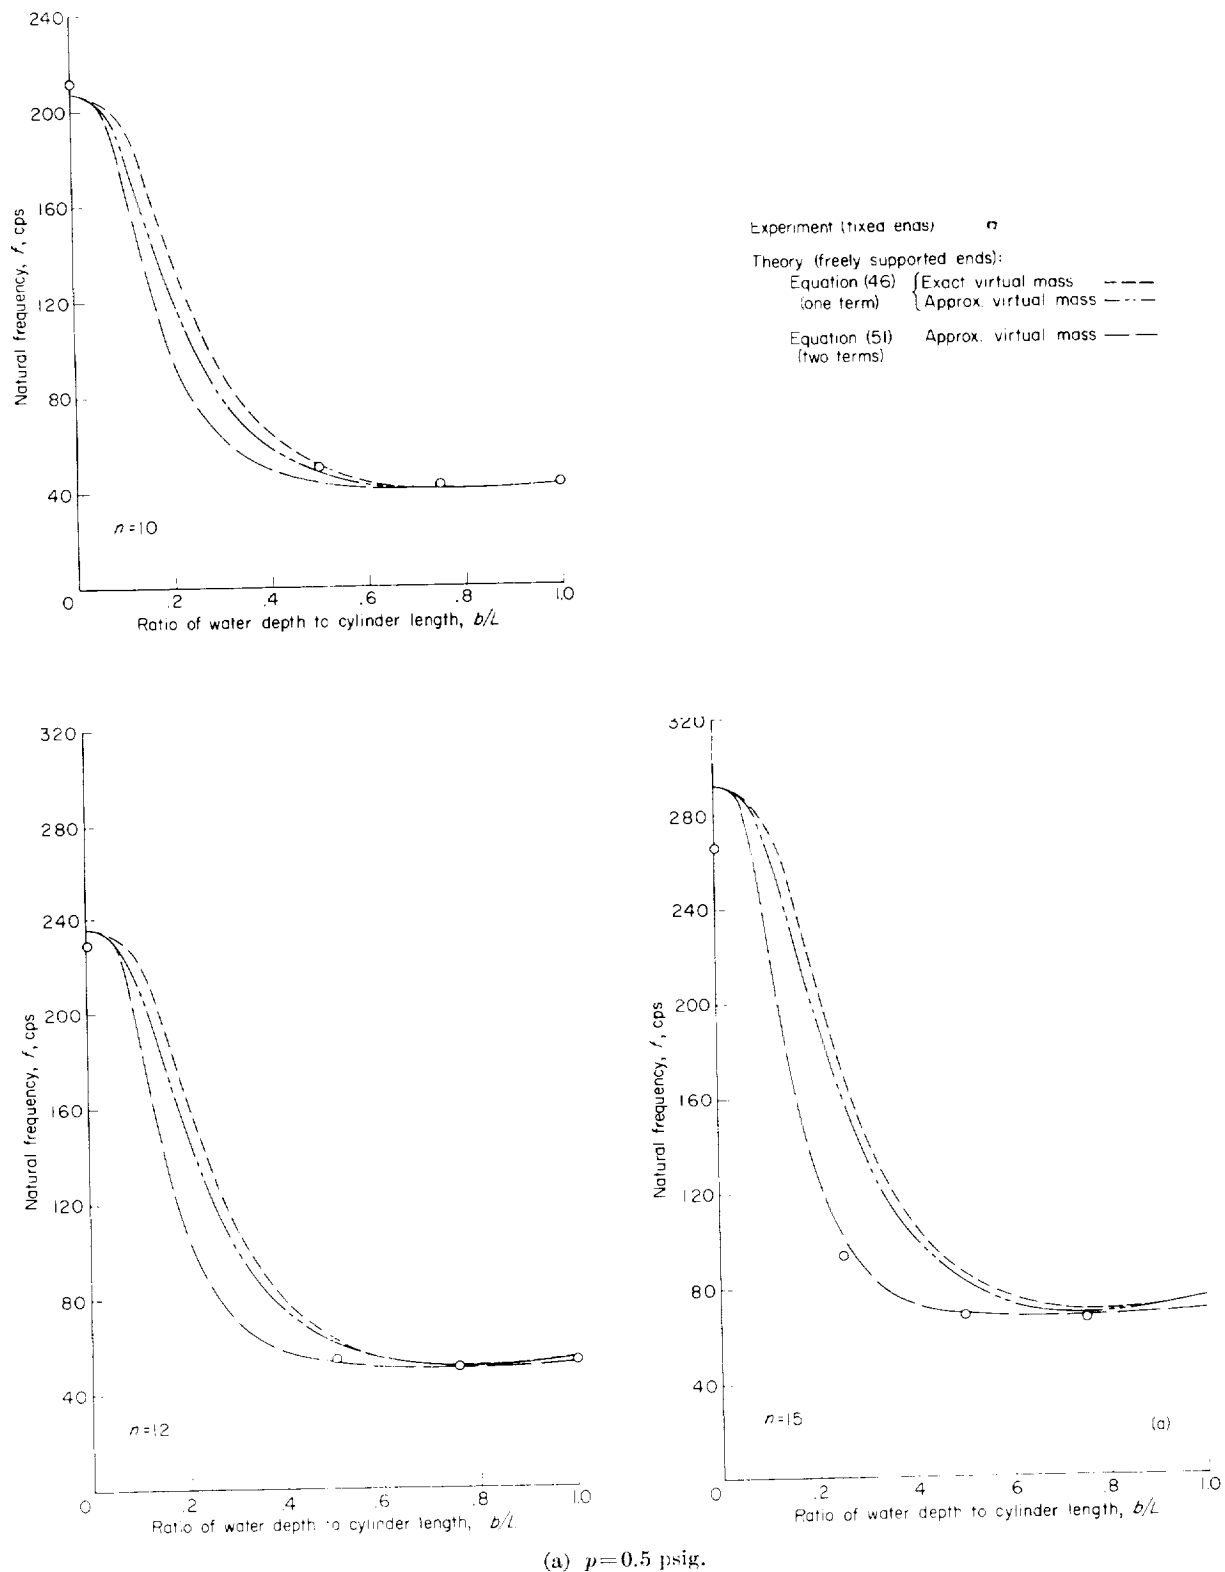 240
200
160
120
80
40
0
.2
.4
.6
.8
1.0
Natural frequency, f, cps
n=10
Ratio of water depth to cylinder length, b/L
Experiment (fixed ends)
Theory (freely supported ends):
Equation (46) { Exact virtual mass
(one term) Approx. virtual mass
Equation (51) Approx. virtual mass
(two terms)
320
280
240
200
160
120
80
40
0
.2
.4
.6
.8
1.0
Natural frequency, f, cps
n=12
Ratio of water depth to cylinder length, b/L
320
280
240
200
160
120
80
40
0
.2
.4
6
.8
1.0
Natural frequency, f, cps
n=15
(a)
Ratio of water depth to cylinder length, b/L
(a) p=0.5 psig.